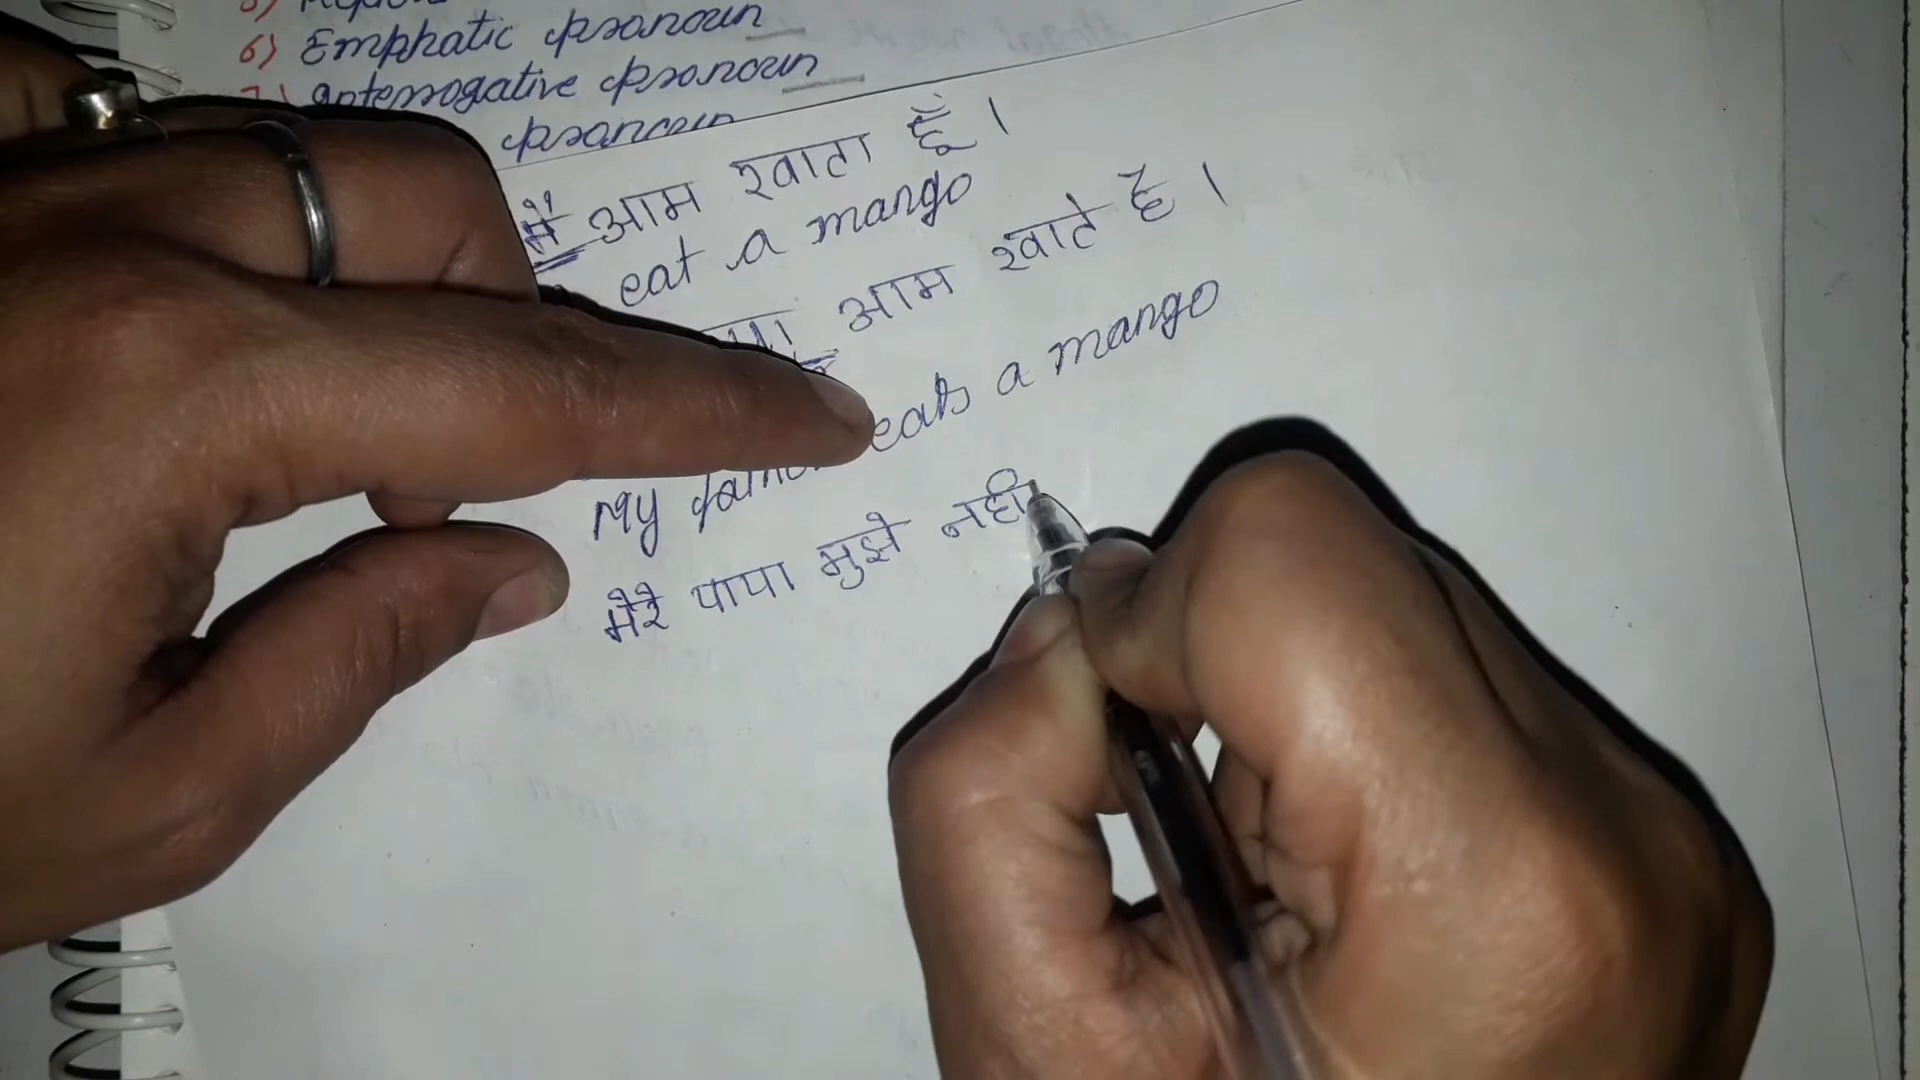 6) Emphatic pronoun
Interrogative pronoun
pronoun
मैं आम खाता हूँ।
eat a mango
आम खाते हैं।
My eats a mango
मेरे पापा मुझे नही